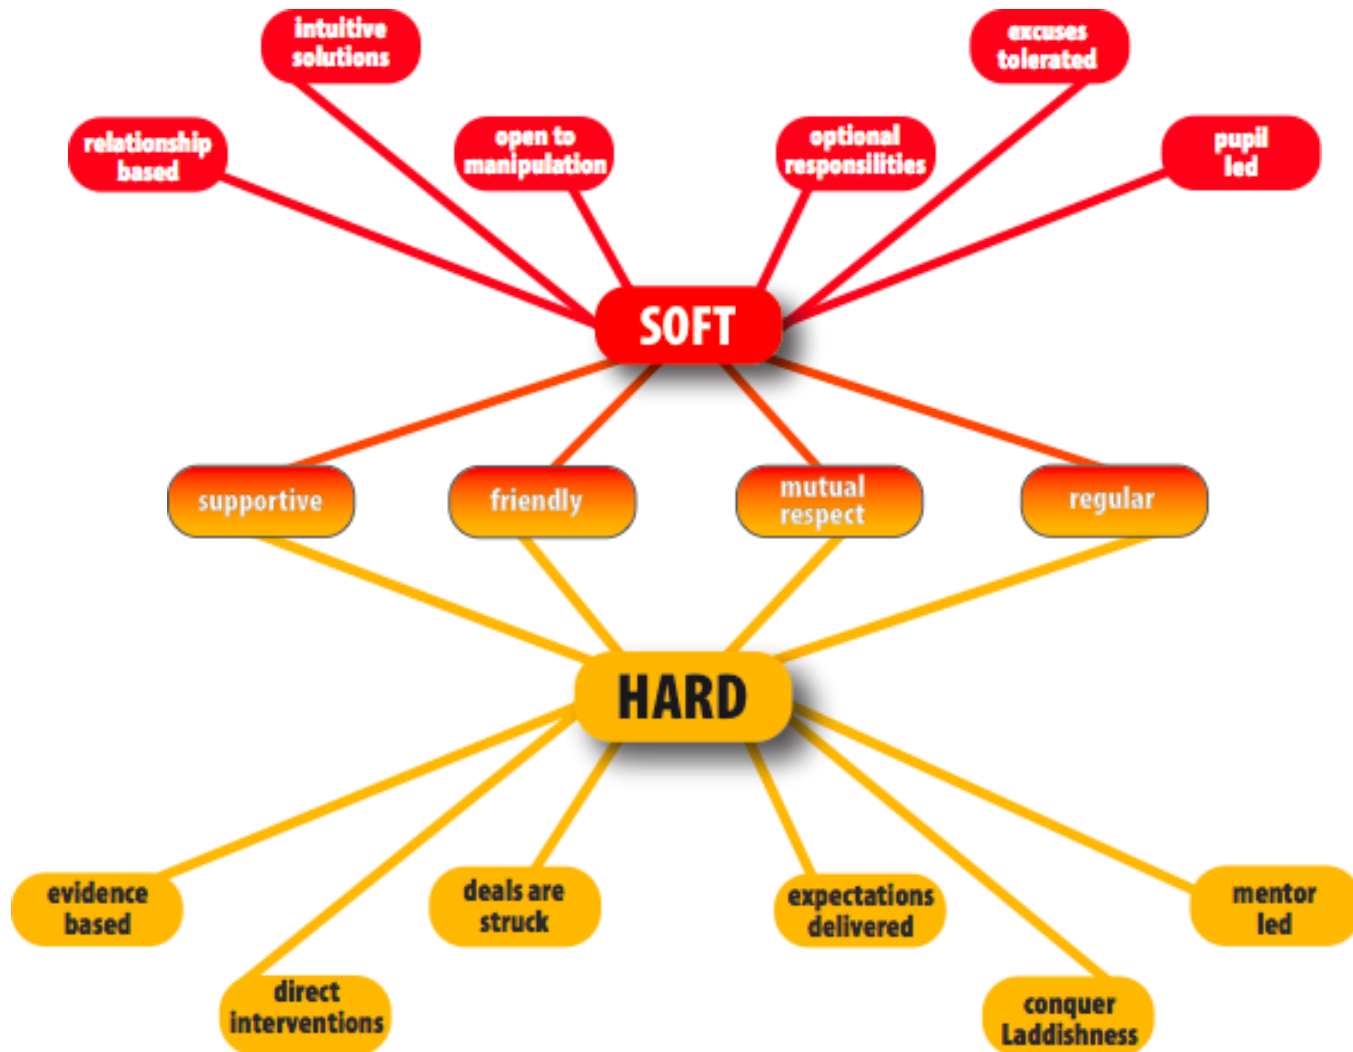 intuitive
solutions
excuses
tolerated
relationship
based
open to
manipulation
optional
responsilities
pupil
led
SOFT
supportive
friendly
mutual
respect
regular
HARD
evidence
based
deals are
struck
expectations
delivered
mentor
led
direct
interventions
conquer
Laddishness